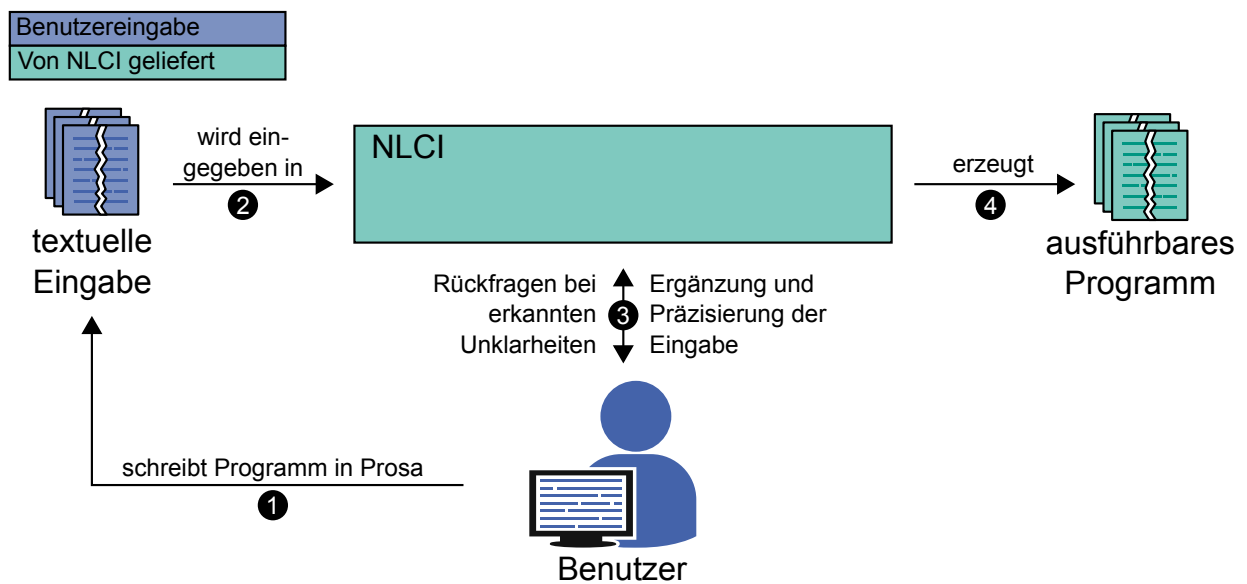 Benutzereingabe
Von NLCI geliefert
wird ein-
gegeben in
2
textuelle
Eingabe
NLCI
erzeugt
4
ausführbares
Programm
Rückfragen bei
erkannten
Unklarheiten
3
Ergänzung und
Präzisierung der
Eingabe
schreibt Programm in Prosa
1
Benutzer